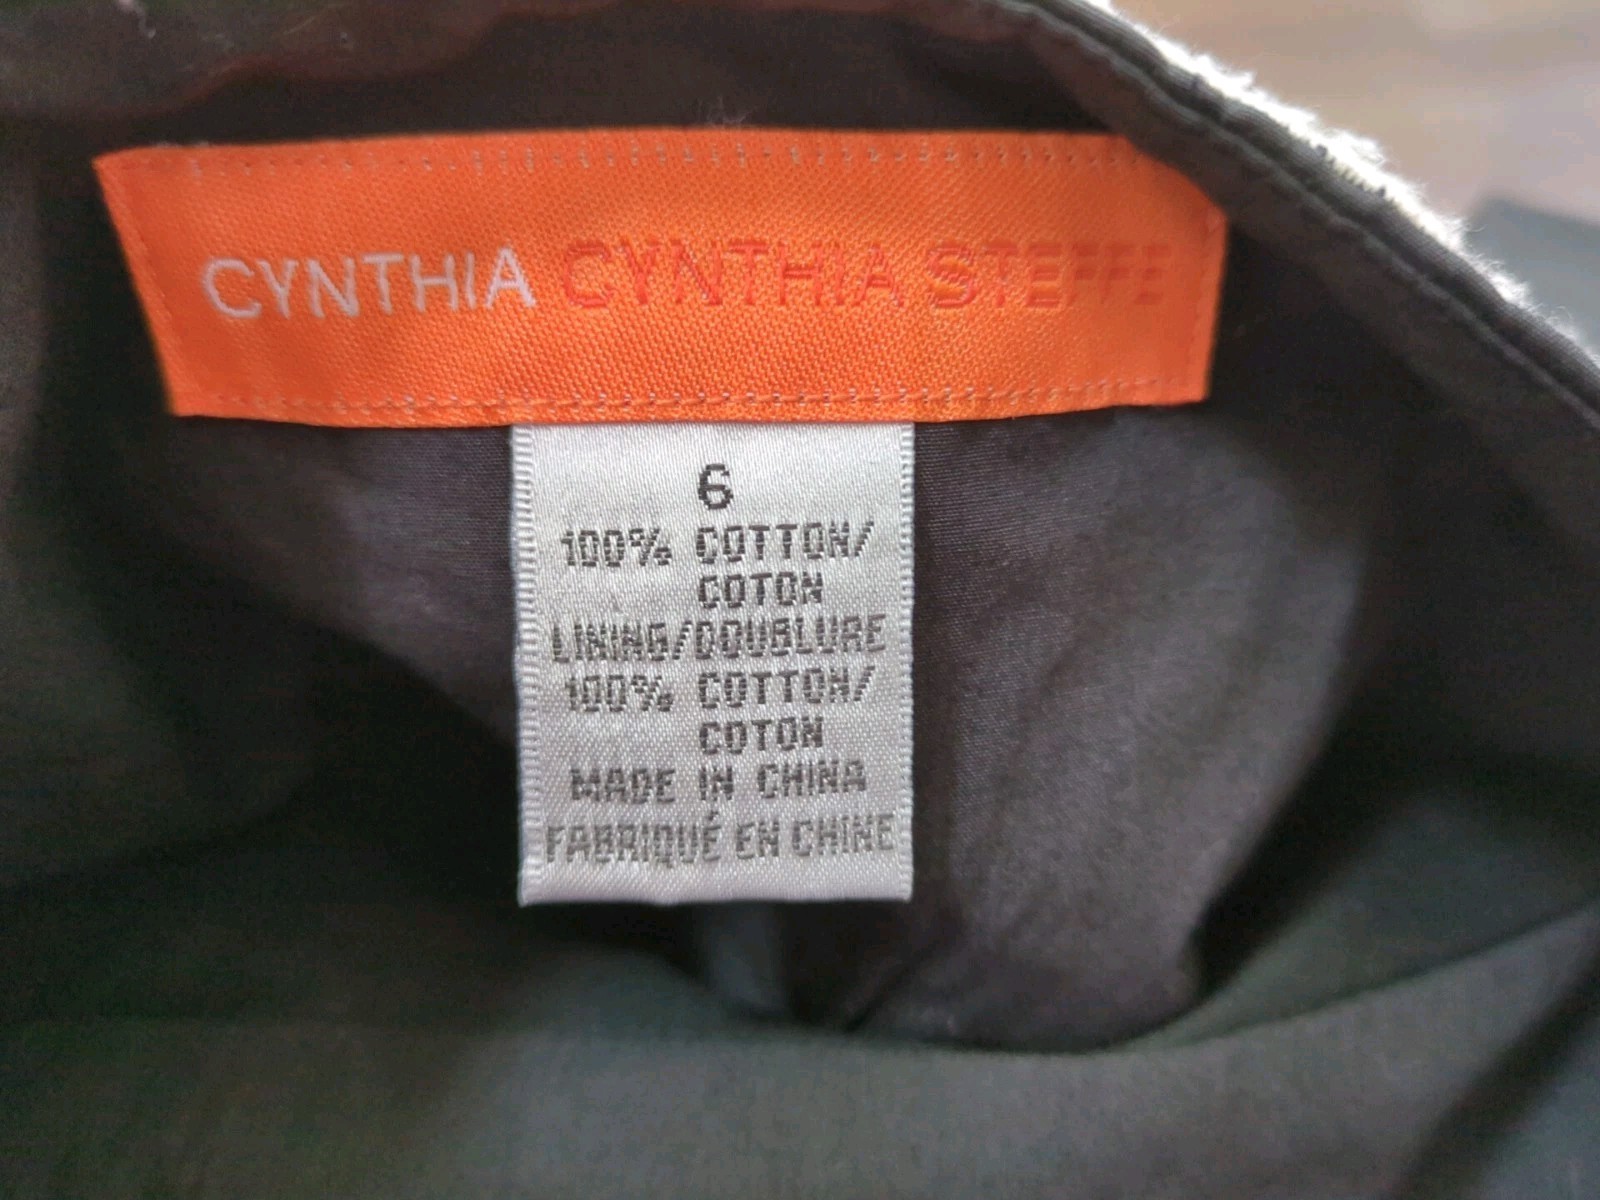 CYNTHIA CYNTHIA STEFFE
6
100% COTTON/
COTON
LINING/DOUBLURE
100% COTTON/
COTON
MADE IN CHINA
FABRIQUÉ EN CHINE